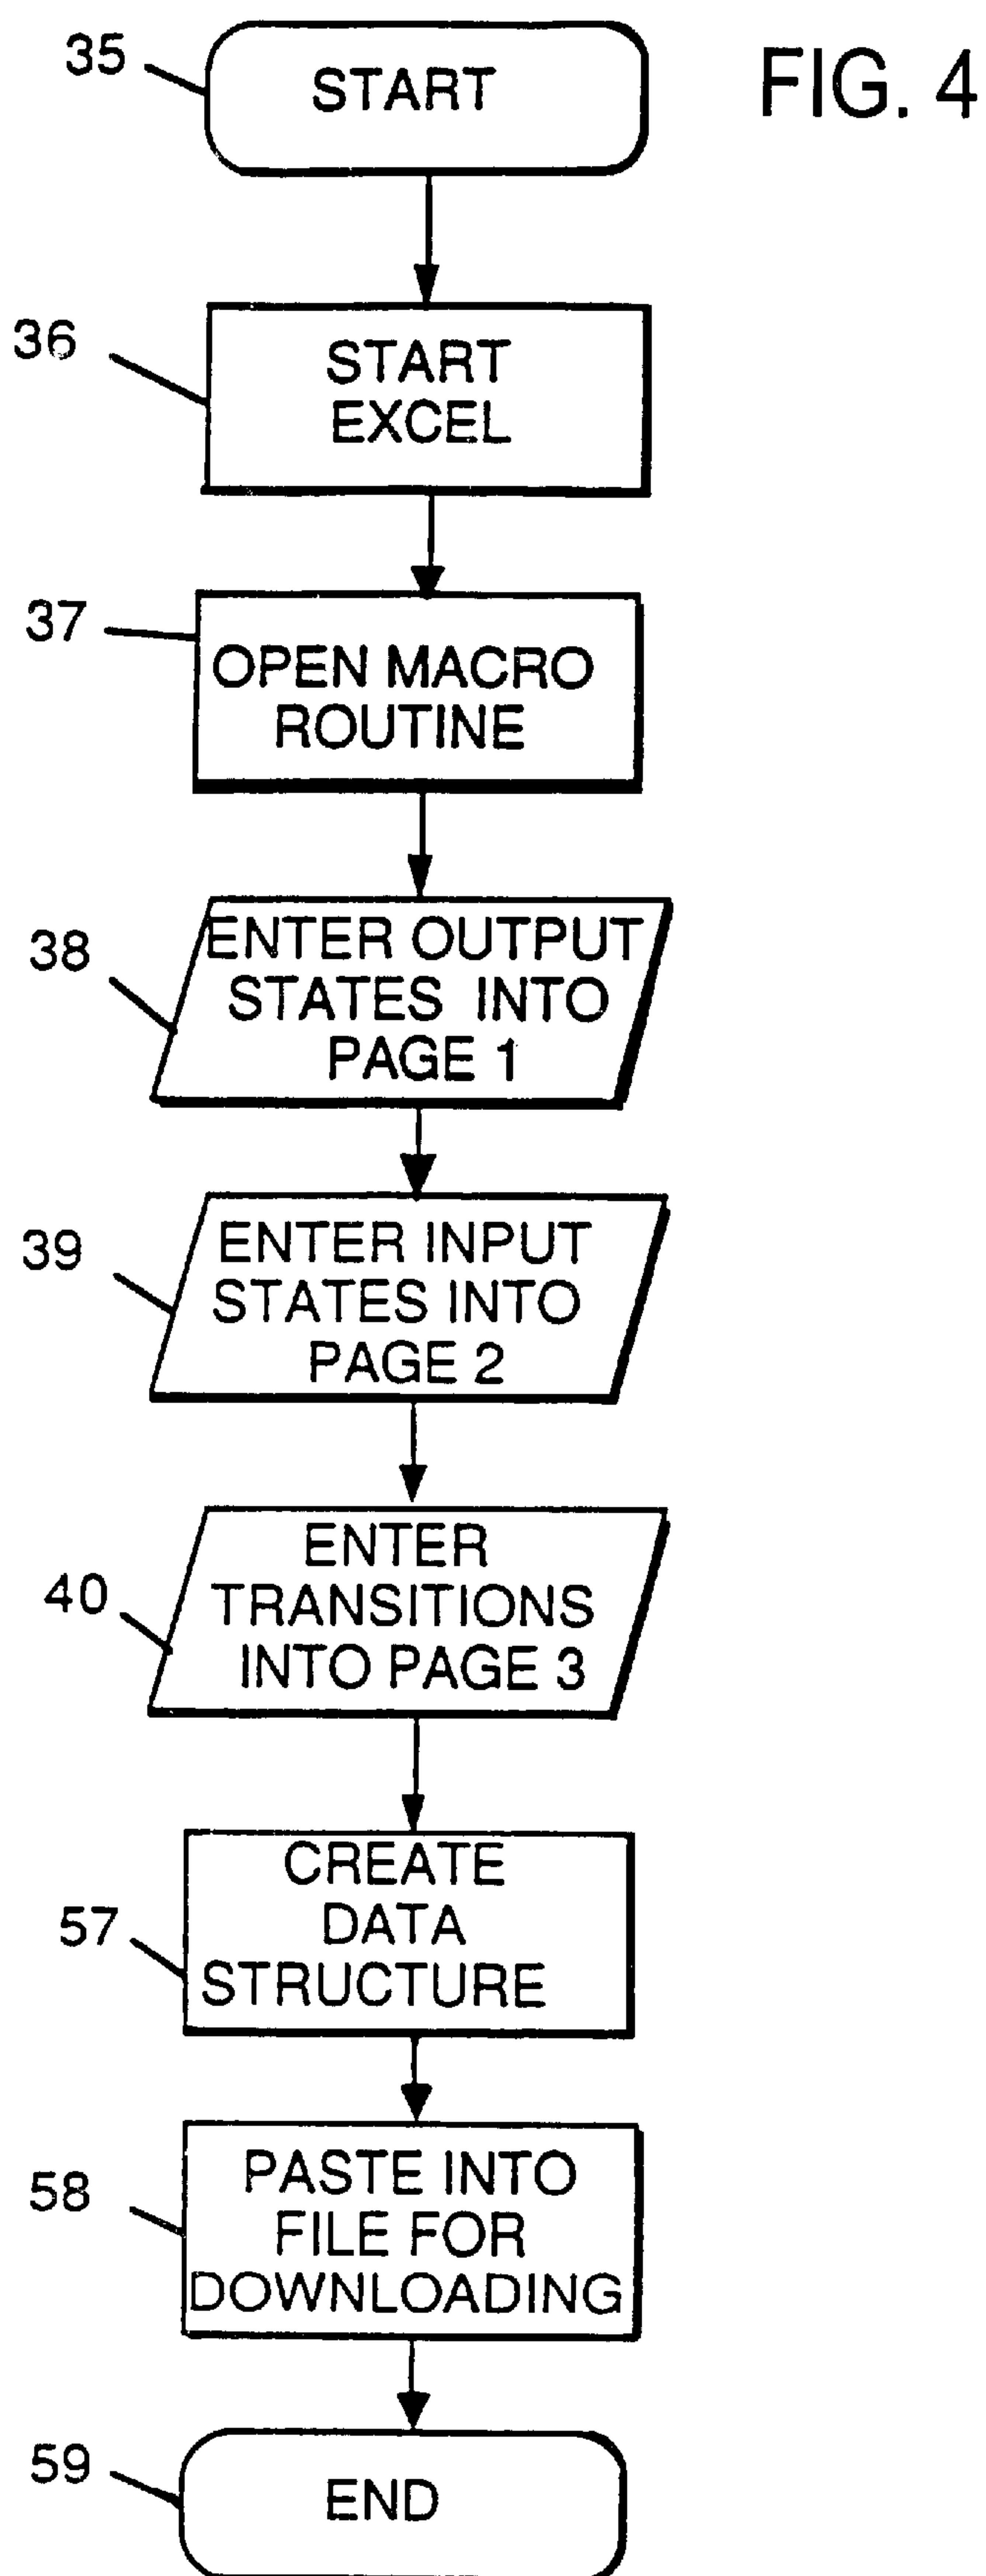 FIG. 4
35
START
36
START
EXCEL
37
OPEN MACRO
ROUTINE
38
ENTER OUTPUT
STATES INTO
PAGE 1
39
ENTER INPUT
STATES INTO
PAGE 2
40
ENTER
TRANSITIONS
INTO PAGE 3
57
CREATE
DATA
STRUCTURE
58
PASTE INTO
FILE FOR
DOWNLOADING
59
END